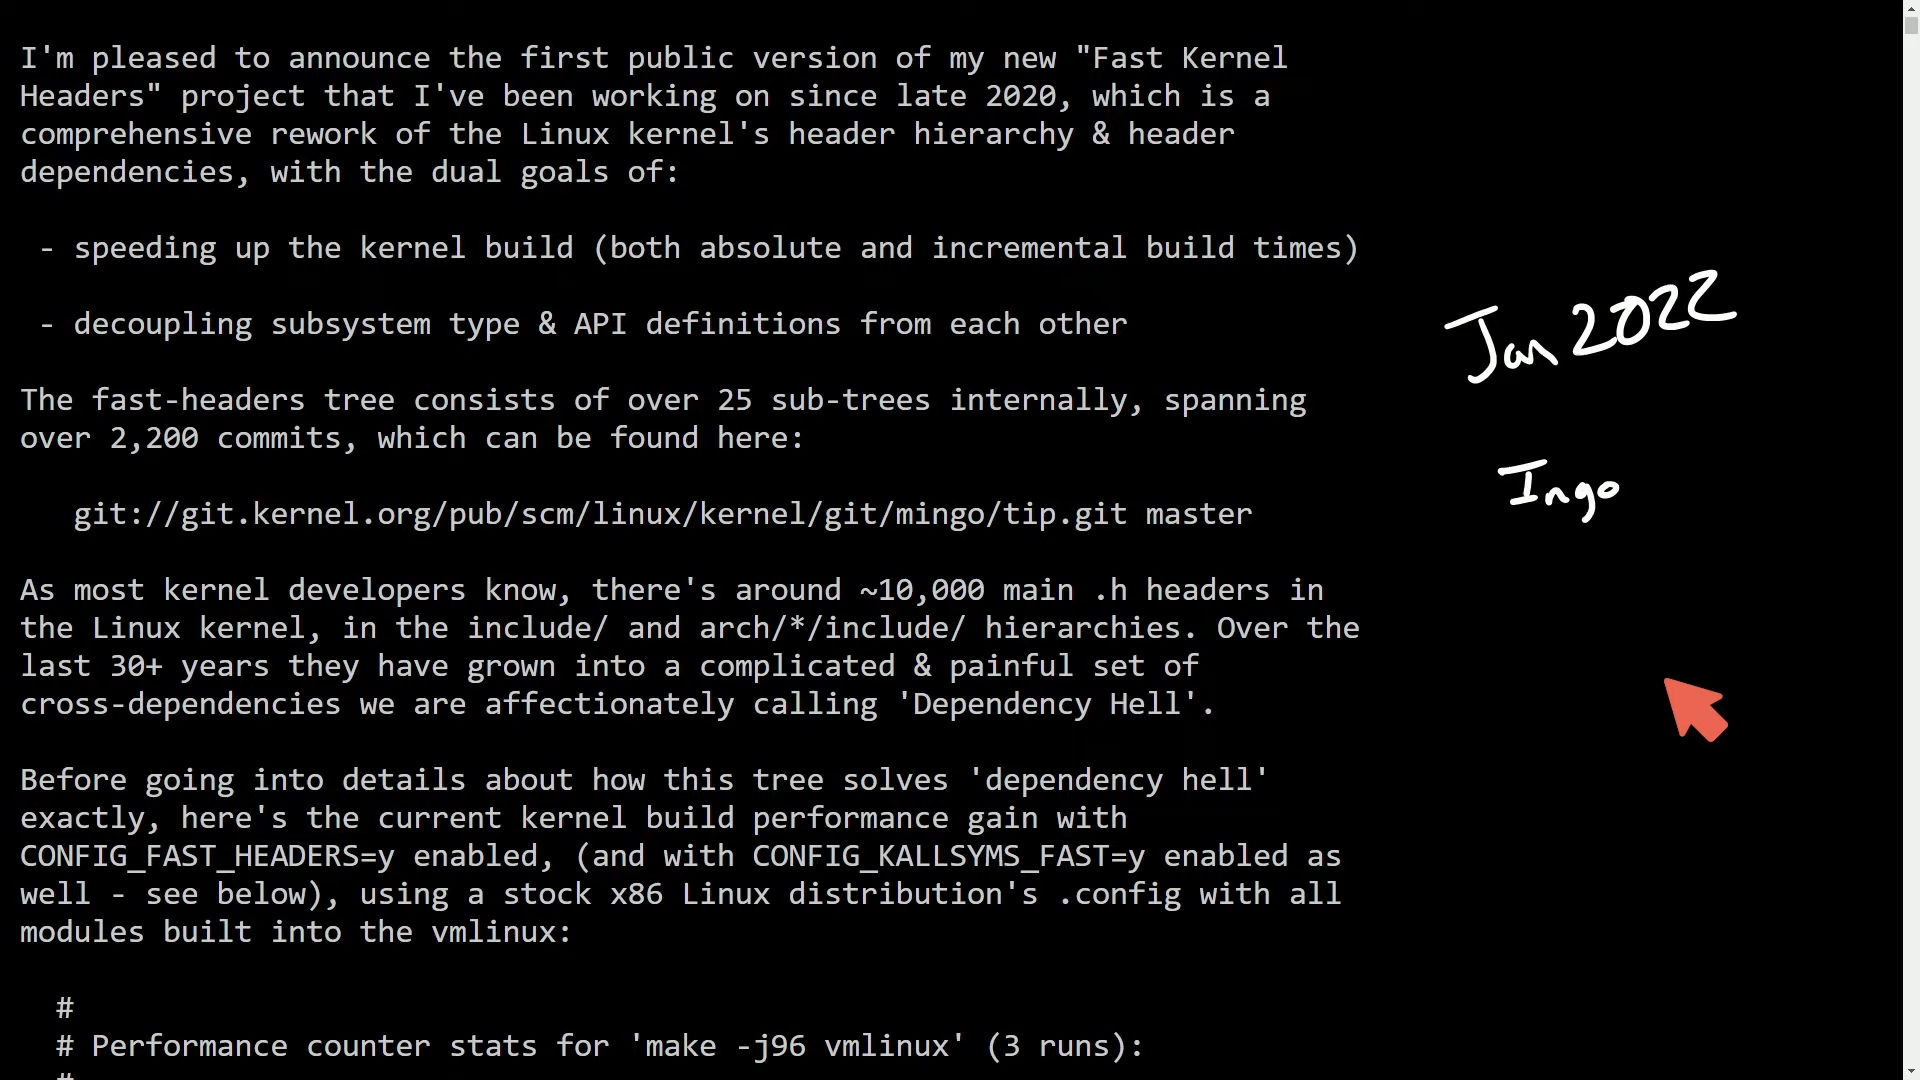 I'm pleased to announce the first public version of my new "Fast Kernel
Headers" project that I've been working on since late 2020, which is a
comprehensive rework of the Linux kernel's header hierarchy & header
dependencies, with the dual goals of:
- speeding up the kernel build (both absolute and incremental build times)
- decoupling subsystem type & API definitions from each other
Jan 2022
The fast-headers tree consists of over 25 sub-trees internally, spanning
over 2,200 commits, which can be found here:
Ingo
git://git.kernel.org/pub/scm/linux/kernel/git/mingo/tip.git master
As most kernel developers know, there's around ~10,000 main .h headers in
the Linux kernel, in the include/ and arch/*/include/ hierarchies. Over the
last 30+ years they have grown into a complicated & painful set of
cross-dependencies we are affectionately calling 'Dependency Hell'.
Before going into details about how this tree solves 'dependency hell'
exactly, here's the current kernel build performance gain with
CONFIG_FAST_HEADERS=y enabled, (and with CONFIG_KALLSYMS_FAST=y enabled as
well - see below), using a stock x86 Linux distribution's .config with all
modules built into the vmlinux:
#
# Performance counter stats for 'make -j96 vmlinux' (3 runs):
#